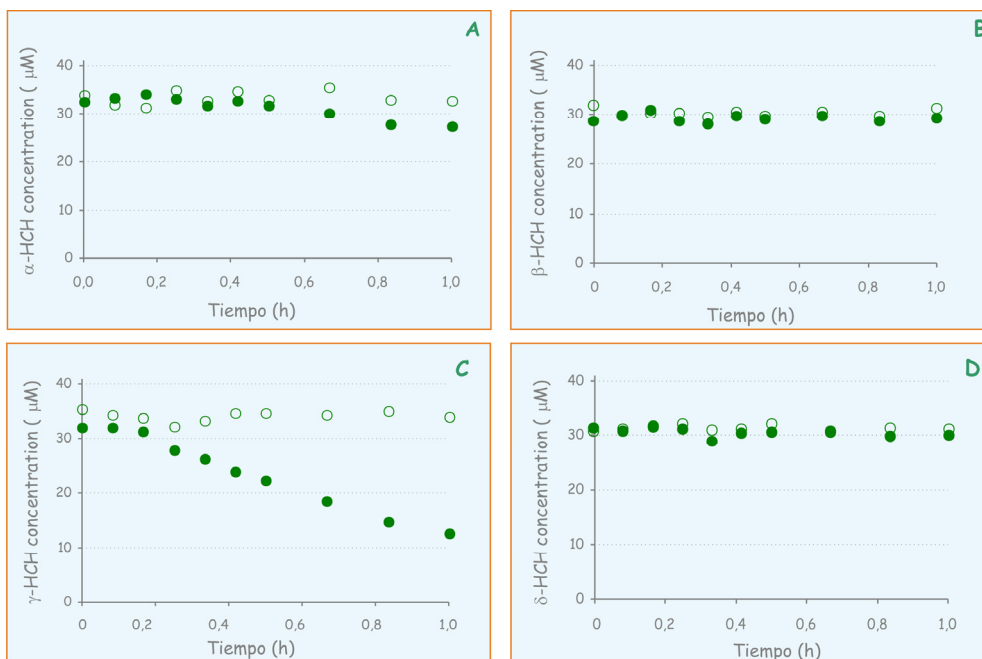 A
α-HCH concentration ( μM)
40
30
20
10
0
0,0 0,2 0,4 0,6 0,8 1,0
Tiempo (h)
B
β-HCH concentration ( μM)
40
30
20
10
0
0 0,2 0,4 0,6 0,8 1,0
Tiempo (h)
C
γ-HCH concentration ( μM)
40
30
20
10
0
0 0,2 0,4 0,6 0,8 1,0
Tiempo (h)
D
δ-HCH concentration ( μM)
40
30
20
10
0
0 0,2 0,4 0,6 0,8 1,0
Tiempo (h)